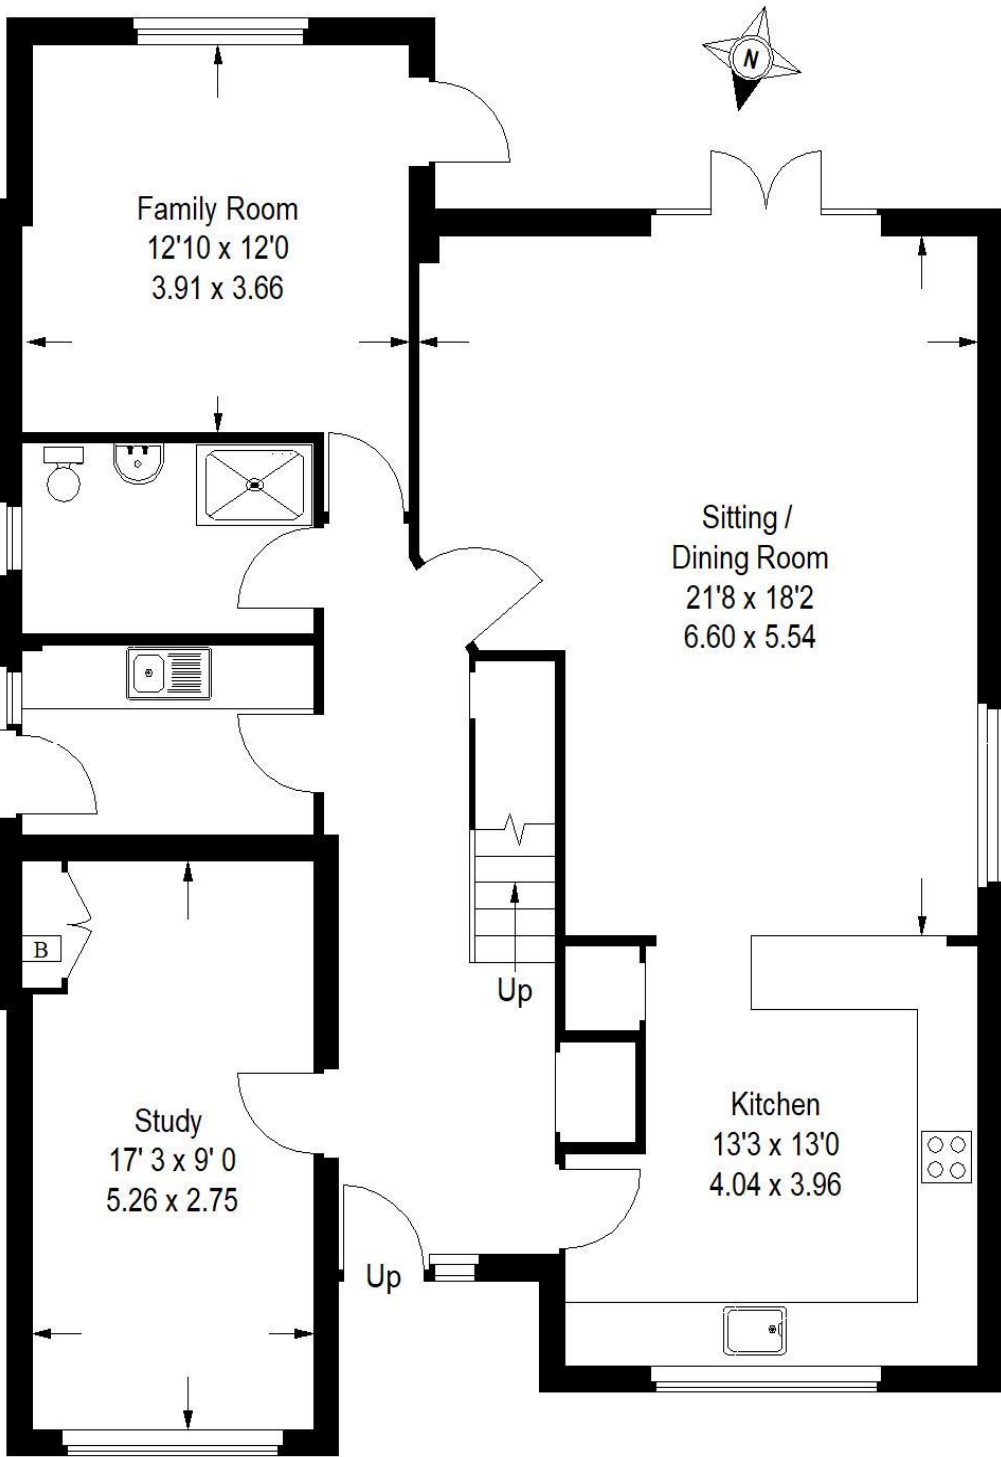 N
Family Room
12'10 x 12'0
3.91 x 3.66
Sitting /
Dining Room
21'8 x 18'2
6.60 x 5.54
B
Up
Study
17' 3 x 9' 0
5.26 x 2.75
Kitchen
13'3 x 13'0
4.04 x 3.96
Up